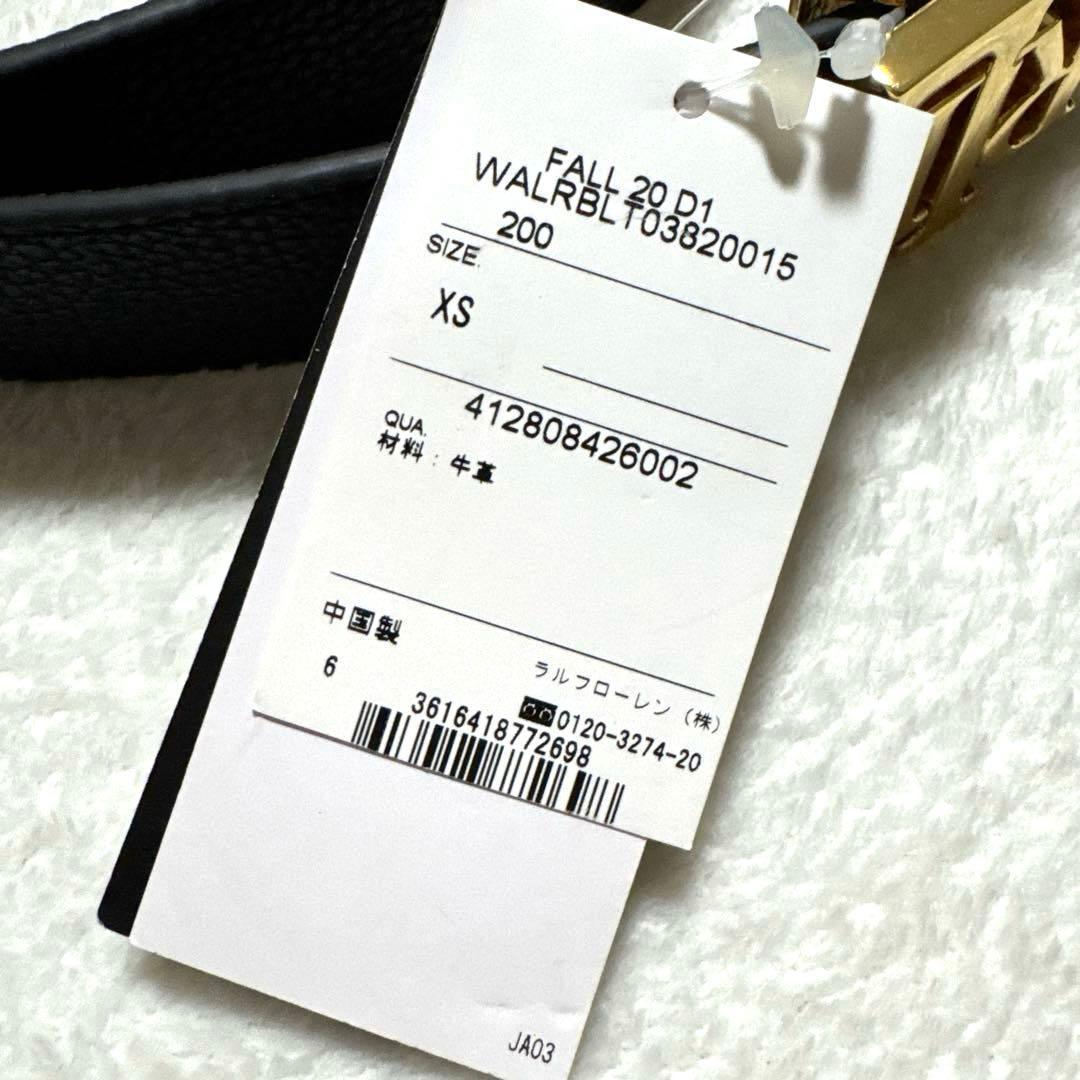 FALL 20 D1
WALRBLT03820015
200
SIZE.
XS
412808426002
QUA.
材料：牛革
中国製
6
ラルフローレン（株）
0120-3274-20
3616418772698
JA03